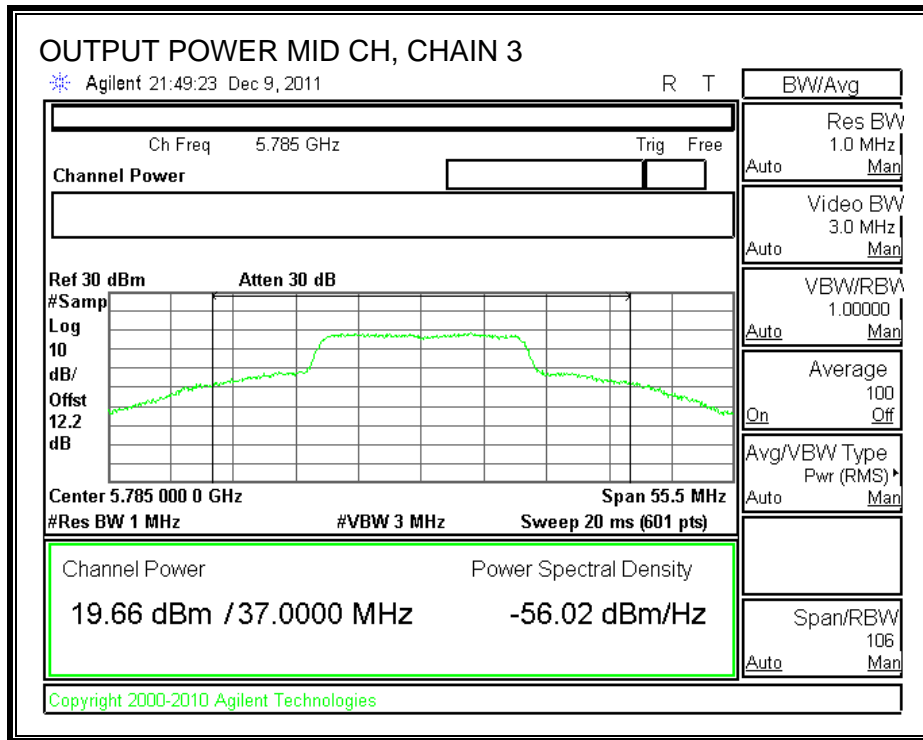 OUTPUT POWER MID CH, CHAIN 3
Agilent 21:49:23 Dec 9, 2011 R T
BW/Avg
Ch Freq 5.785 GHz Trig Free
Channel Power
Res BW
1.0 MHz
Auto Man
Video BW
3.0 MHz
Auto Man
Ref 30 dBm Atten 30 dB
#Samp
Log
10
dB/
Offst
12.2
dB
VBW/RBW
1.00000
Auto Man
Average
100
On Off
Avg/VBW Type
Pwr (RMS)
Auto Man
Center 5.785 000 0 GHz Span 55.5 MHz
#Res BW 1 MHz #VBW 3 MHz Sweep 20 ms (601 pts)
Channel Power Power Spectral Density
19.66 dBm / 37.0000 MHz -56.02 dBm/Hz
Span/RBW
106
Auto Man
Copyright 2000-2010 Agilent Technologies